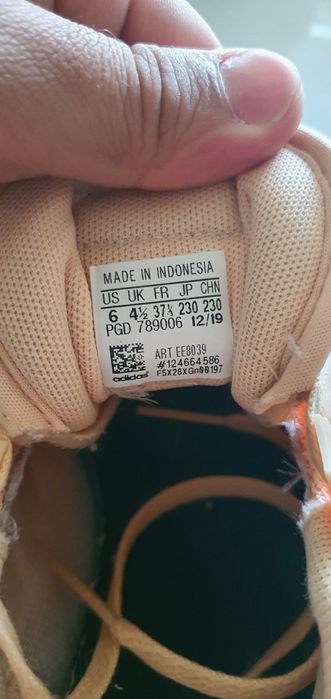 MADE IN INDONESIA
US UK FR JP CHN
6 4½ 37⅓ 230 230
PGD 789006 12/19
ART EE8039
#124664586
adidas F5X28XGn00197